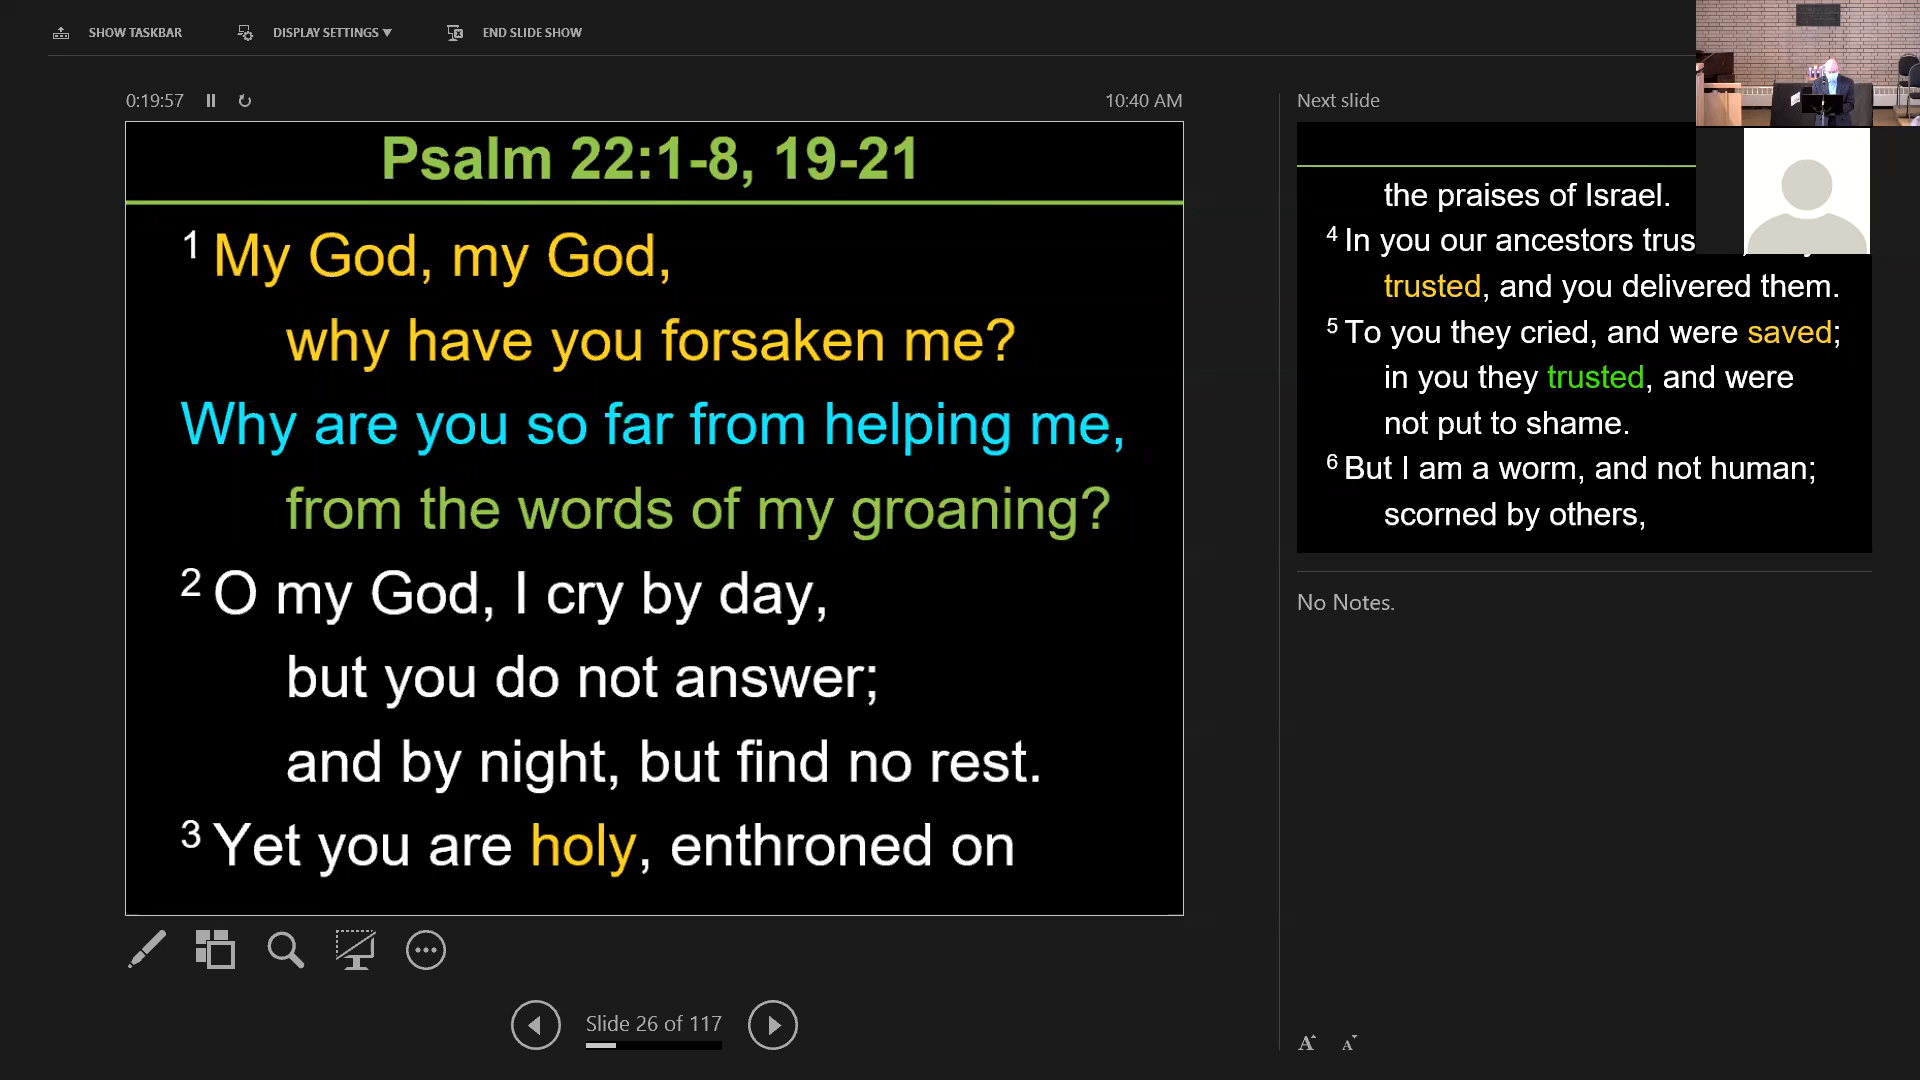 SHOW TASKBAR
DISPLAY SETTINGS ▼
END SLIDE SHOW
0:19:57
10:40 AM
Psalm 22:1-8, 19-21
1 My God, my God,
why have you forsaken me?
Why are you so far from helping me,
from the words of my groaning?
2 O my God, I cry by day,
but you do not answer;
and by night, but find no rest.
3 Yet you are holy, enthroned on
Slide 26 of 117
Next slide
the praises of Israel.
4 In you our ancestors
trusted, and you delivered them.
5 To you they cried, and were saved;
in you they trusted, and were
not put to shame.
6 But I am a worm, and not human;
scorned by others,
No Notes.
A A